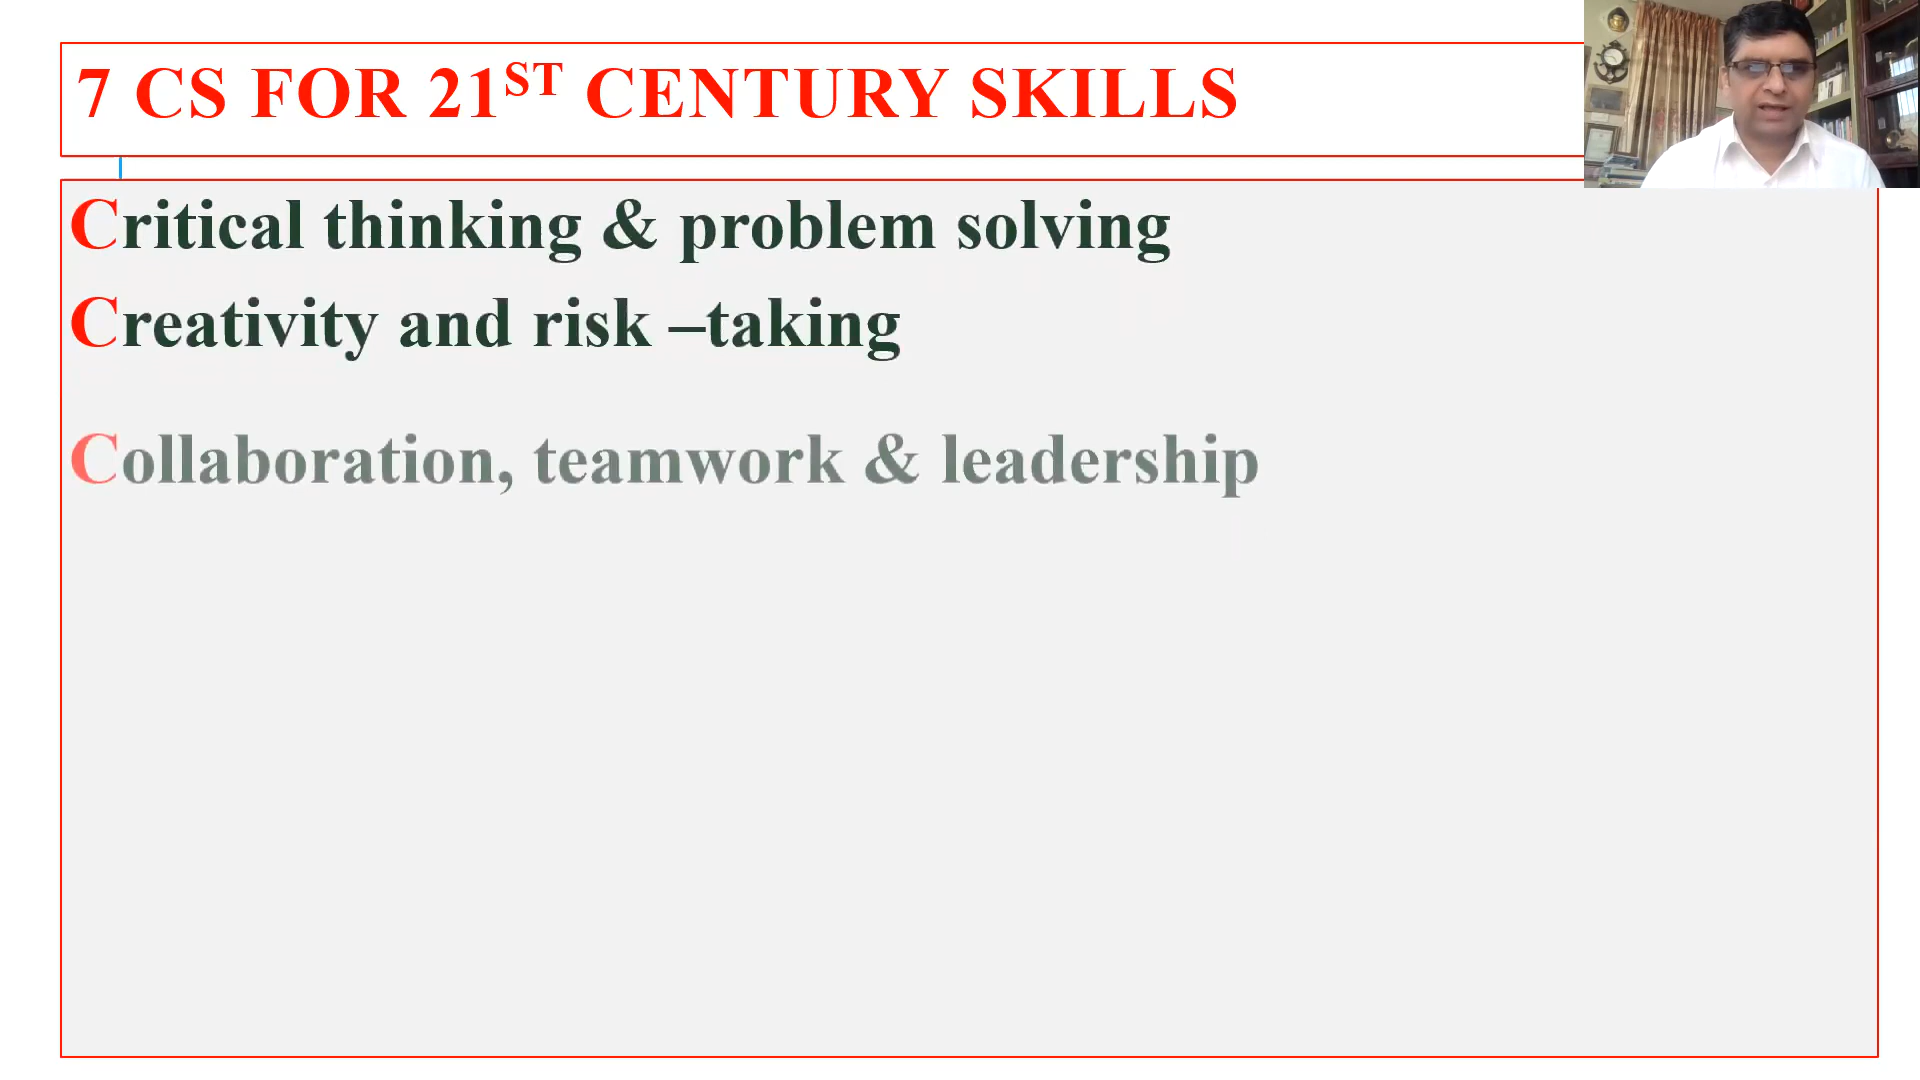 7 CS FOR 21ST CENTURY SKILLS
Critical thinking & problem solving
Creativity and risk –taking
Collaboration, teamwork & leadership